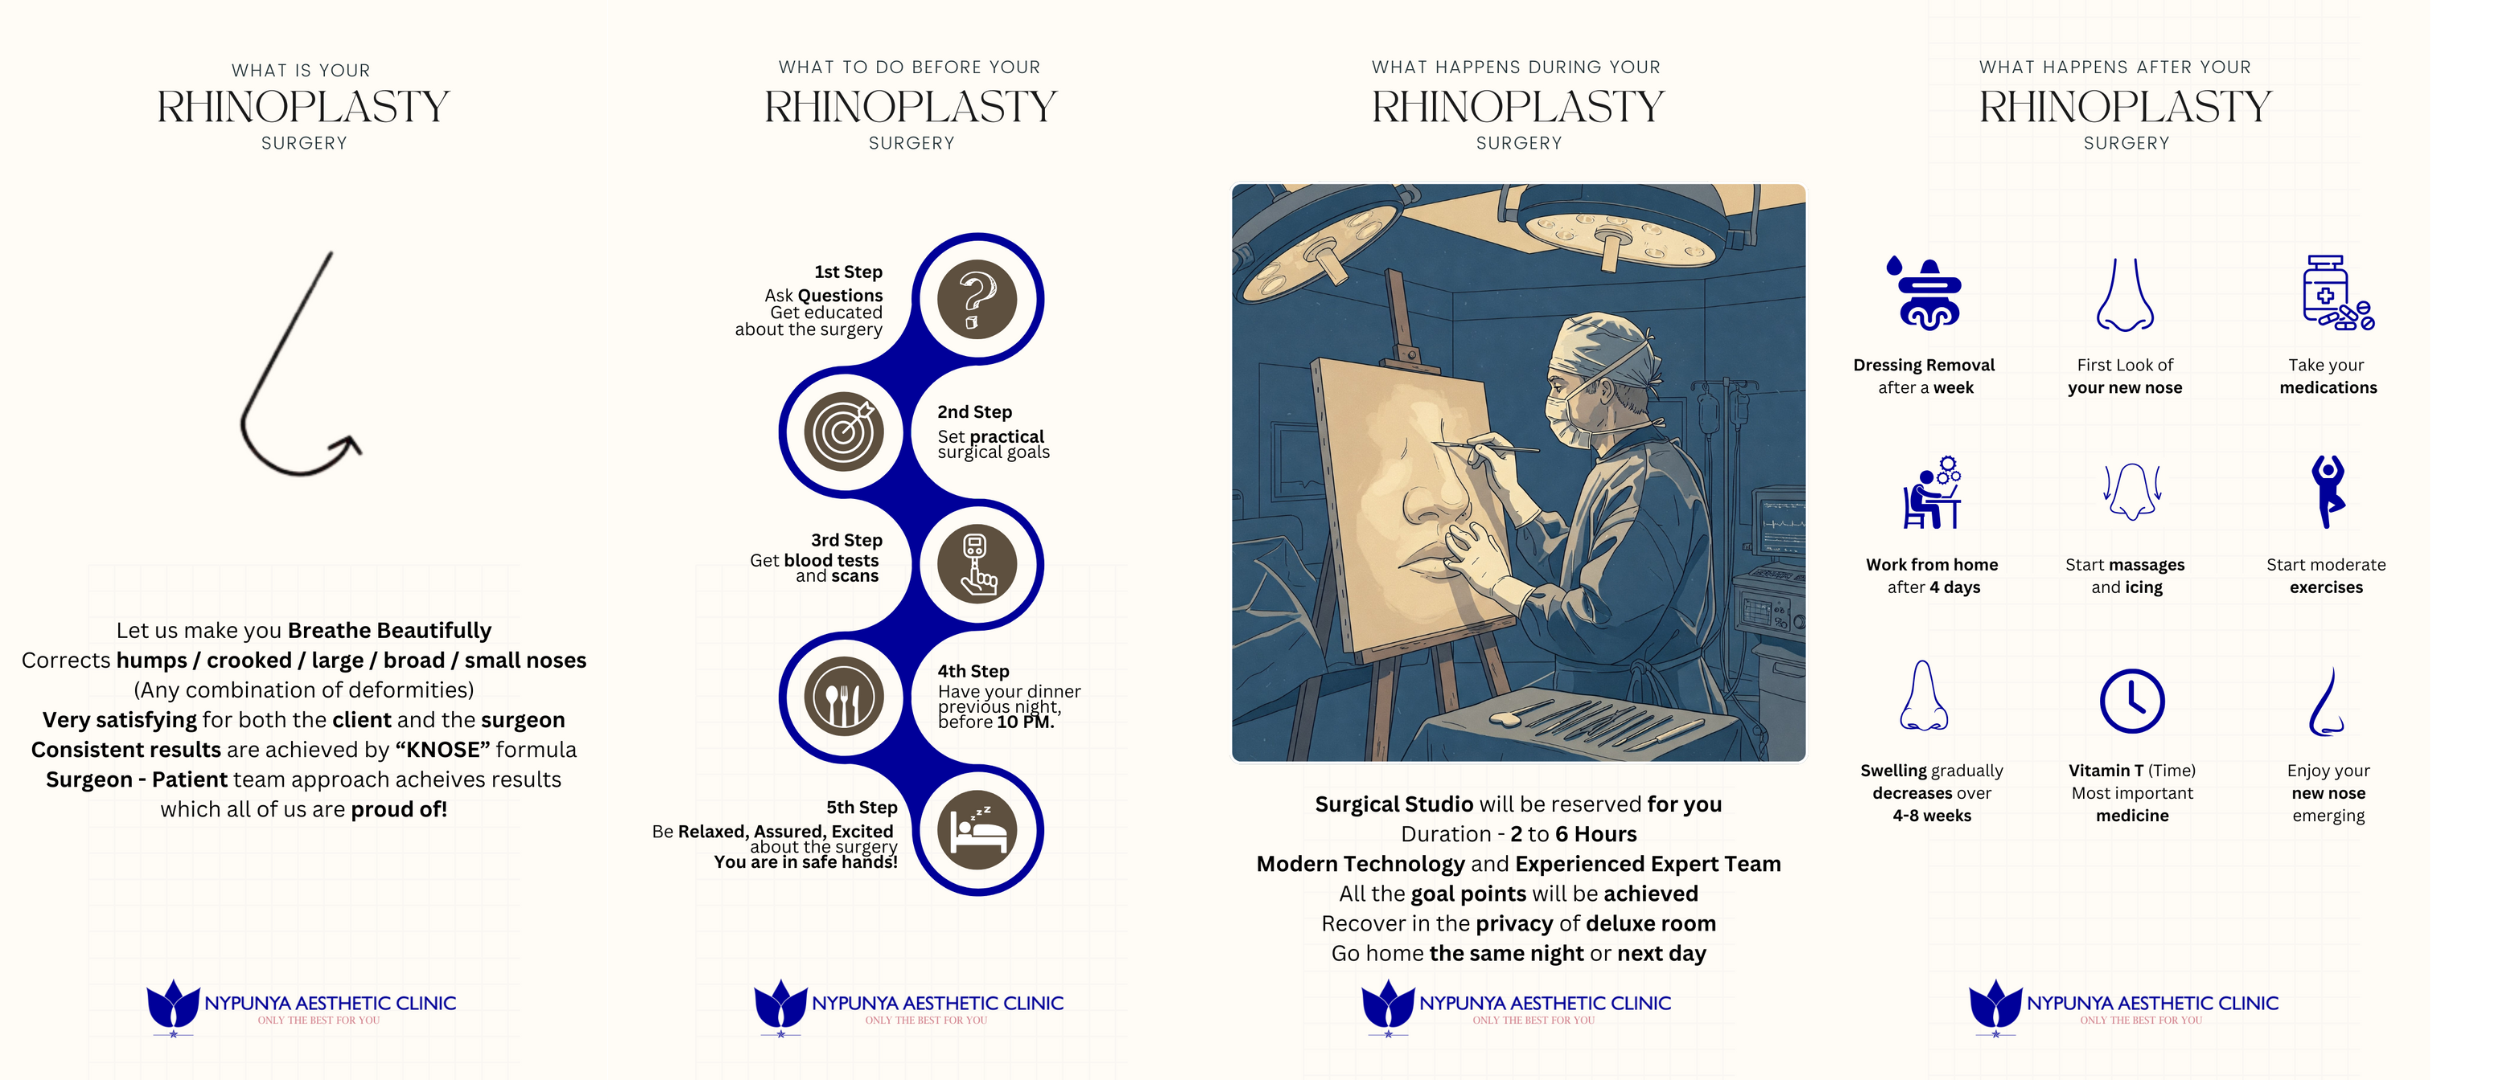 WHAT IS YOUR
RHINOPLASTY
SURGERY
Let us make you Breathe Beautifully
Corrects humps / crooked / large / broad / small noses
(Any combination of deformities)
Very satisfying for both the client and the surgeon
Consistent results are achieved by “KNOSE” formula
Surgeon - Patient team approach acheives results
which all of us are proud of!
NYPUNYA AESTHETIC CLINIC
ONLY THE BEST FOR YOU
WHAT TO DO BEFORE YOUR
RHINOPLASTY
SURGERY
1st Step
Ask Questions
Get educated
about the surgery
2nd Step
Set practical
surgical goals
3rd Step
Get blood tests
and scans
4th Step
Have your dinner
previous night,
before 10 PM.
5th Step
Be Relaxed, Assured, Excited
about the surgery
You are in safe hands!
NYPUNYA AESTHETIC CLINIC
ONLY THE BEST FOR YOU
WHAT HAPPENS DURING YOUR
RHINOPLASTY
SURGERY
Surgical Studio will be reserved for you
Duration - 2 to 6 Hours
Modern Technology and Experienced Expert Team
All the goal points will be achieved
Recover in the privacy of deluxe room
Go home the same night or next day
NYPUNYA AESTHETIC CLINIC
ONLY THE BEST FOR YOU
WHAT HAPPENS AFTER YOUR
RHINOPLASTY
SURGERY
Dressing Removal
after a week
First Look of
your new nose
Take your
medications
Work from home
after 4 days
Start massages
and icing
Start moderate
exercises
Swelling gradually
decreases over
4-8 weeks
Vitamin T (Time)
Most important
medicine
Enjoy your
new nose
emerging
NYPUNYA AESTHETIC CLINIC
ONLY THE BEST FOR YOU